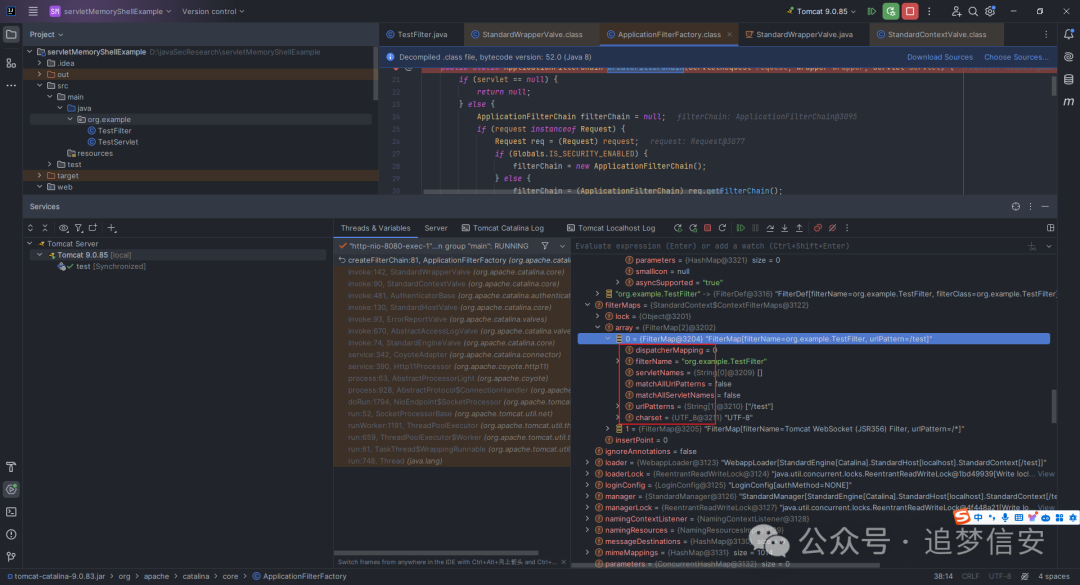 SM servletMemoryShellExample Version control Tomcat 9.0.85
Project
servletMemoryShellExample D:\javaSecResearch\servletMemoryShellExample
.idea
out
src
main
java
org.example
TestFilter
TestServlet
resources
test
target
web
TestFilter.java StandardWrapperValve.class ApplicationFilterFactory.class StandardWrapperValve.java StandardContextValve.class
Decompiled .class file, bytecode version: 52.0 (Java 8) Download Sources Choose Sources...
21 if (servlet == null) {
22 return null;
23 } else {
ApplicationFilterChain filterChain = null; filterChain: ApplicationFilterChain@3095
if (request instanceof Request) {
26 Request req = (Request) request; request: Request@3077
27 if (Globals.IS_SECURITY_ENABLED) {
28 filterChain = new ApplicationFilterChain();
29 } else {
30 filterChain = (ApplicationFilterChain) req.getFilterChain();
Services
Tomcat Server
Tomcat 9.0.85 [local]
test [Synchronized]
Threads & Variables Server Tomcat Catalina Log Tomcat Localhost Log
"http-nio-8080-exec-1"...n group "main": RUNNING
createFilterChain:81, ApplicationFilterFactory (org.apache.catalina
invoke:142, StandardWrapperValve (org.apache.catalina.core)
invoke:90, StandardContextValve (org.apache.catalina.core)
invoke:481, AuthenticatorBase (org.apache.catalina.authenticat
invoke:130, StandardHostValve (org.apache.catalina.core)
invoke:93, ErrorReportValve (org.apache.catalina.valves)
invoke:670, AbstractAccessLogValve (org.apache.catalina.valve
invoke:74, StandardEngineValve (org.apache.catalina.core)
service:342, CoyoteAdapter (org.apache.catalina.connector)
service:390, Http11Processor (org.apache.coyote.http11)
process:63, AbstractProcessorLight (org.apache.coyote)
process:928, AbstractProtocol$ConnectionHandler (org.apache.c
doRun:1794, NioEndpoint$SocketProcessor (org.apache.tomca
run:52, SocketProcessorBase (org.apache.tomcat.util.net)
runWorker:1191, ThreadPoolExecutor (org.apache.tomcat.util.th
run:659, ThreadPoolExecutor$Worker (org.apache.tomcat.util.th
run:61, TaskThread$WrappingRunnable (org.apache.tomcat.util.
run:748, Thread (java.lang)
Evaluate expression (Enter) or add a watch (Ctrl+Shift+Enter)
parameters = {HashMap@3321} size = 0
smallIcon = null
asyncSupported = "true"
"org.example.TestFilter" -> {FilterDef@3316} "FilterDef[filterName=org.example.TestFilter, filterClass=org.example.TestFilter]
filterMaps = {StandardContext$ContextFilterMaps@3122}
lock = {Object@3201}
array = {FilterMap[2]@3202}
0 = {FilterMap@3204} "FilterMap[filterName=org.example.TestFilter, urlPattern=/test]"
dispatcherMapping = 0
filterName = "org.example.TestFilter"
servletNames = {String[0]@3209} []
matchAllUrlPatterns = false
matchAllServletNames = false
urlPatterns = {String[1]@3210} ["/test"]
charset = {UTF_8@3211} "UTF-8"
1 = {FilterMap@3205} "FilterMap[filterName=Tomcat WebSocket (JSR356) Filter, urlPattern=/*]"
insertPoint = 0
ignoreAnnotations = false
loader = {WebappLoader@3123} "WebappLoader[StandardEngine[Catalina].StandardHost[localhost].StandardContext[/test]]"
loaderLock = {ReentrantReadWriteLock@3124} "java.util.concurrent.locks.ReentrantReadWriteLock@1bd49939[Write loc... View
loginConfig = {LoginConfig@3125} "LoginConfig[authMethod=NONE]"
manager = {StandardManager@3126} "StandardManager[StandardEngine[Catalina].StandardHost[localhost].StandardContext[/te
managerLock = {ReentrantReadWriteLock@3127} "java.util.concurrent.locks.ReentrantReadWriteLock@4f448a21[Write lo... View
namingContextListener = {NamingContextListener@3128}
namingResources = {NamingResourcesImpl
messageDestinations = {HashMap@3130} size = 0
mimeMappings = {HashMap@3131} size = 1014
parameters = {ConcurrentHashMap@3132} size = 0
Switch frames from anywhere in the IDE with Ctrl+Alt+向上箭头 and Ctrl+...
中
公众号 · 追梦信安
tomcat-catalina-9.0.83.jar › org › apache › catalina › core › ApplicationFilterFactory 38:14 CRLF UTF-8 4 spaces